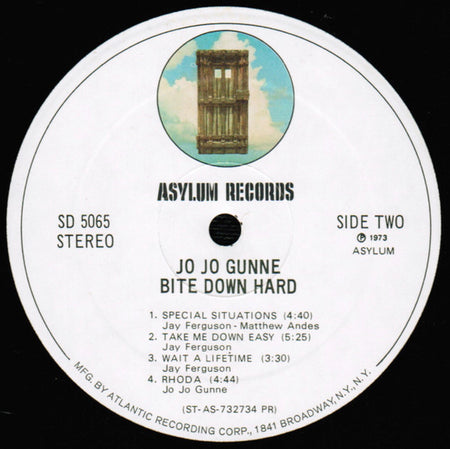 ASYLUM RECORDS
SD 5065
STEREO
SIDE TWO
℗ 1973
ASYLUM
JO JO GUNNE
BITE DOWN HARD
1. SPECIAL SITUATIONS (4:40)
Jay Ferguson - Matthew Andes
2. TAKE ME DOWN EASY (5:25)
Jay Ferguson
3. WAIT A LIFETIME (3:30)
Jay Ferguson
4. RHODA (4:44)
Jo Jo Gunne
(ST-AS-732734 PR)
MFG. BY ATLANTIC RECORDING CORP., 1841 BROADWAY, N.Y., N.Y.